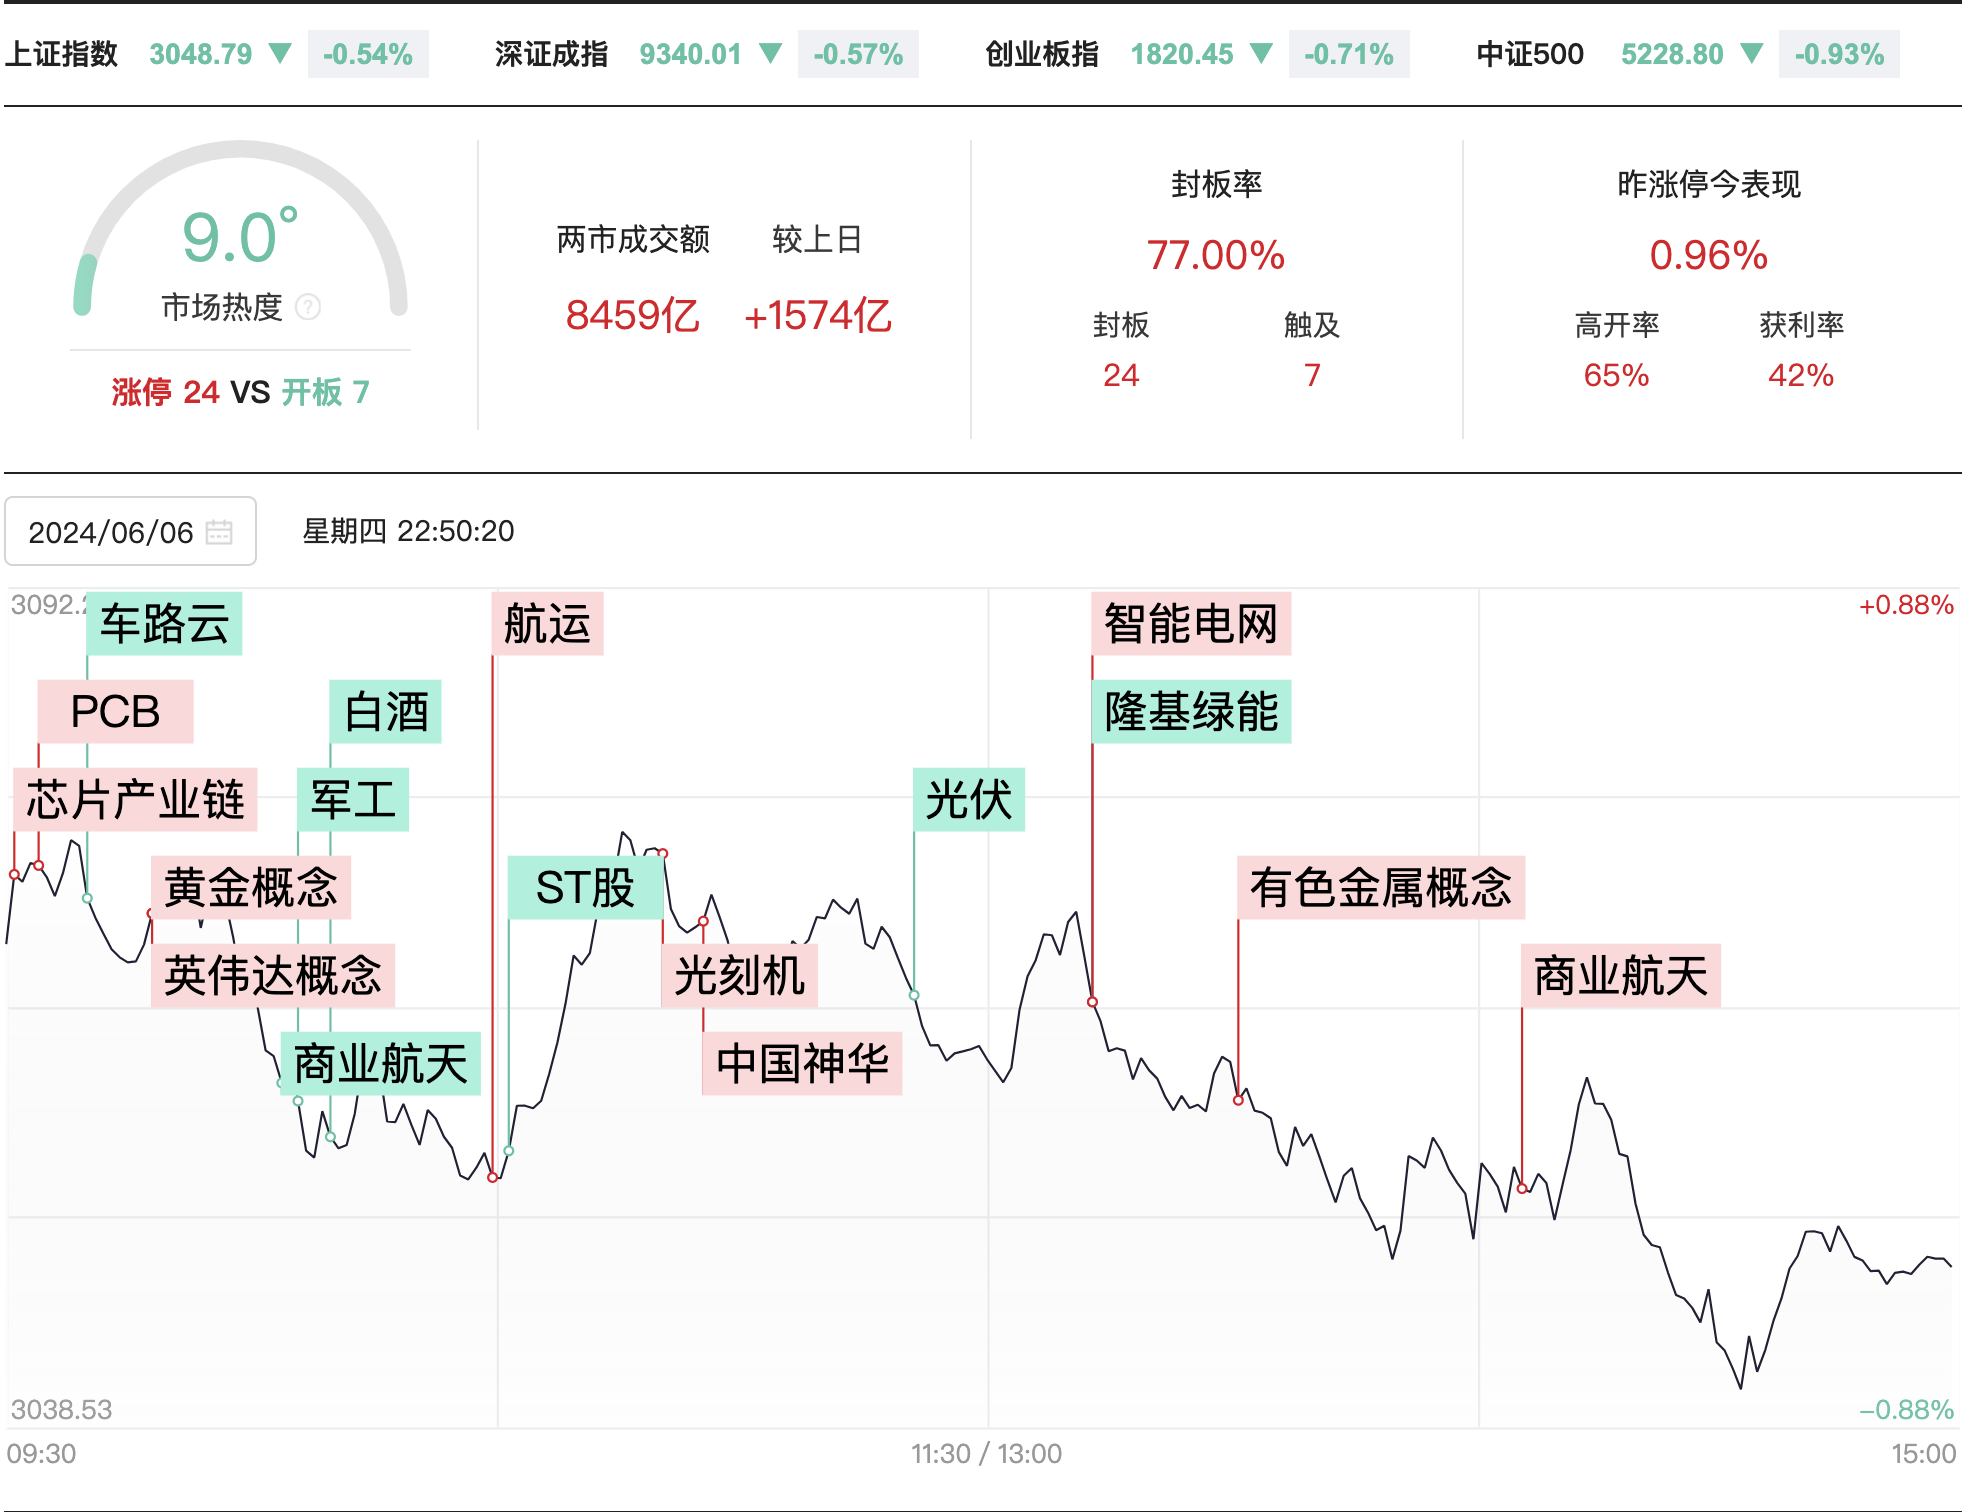 上证指数 3048.79 ▼ -0.54% 深证成指 9340.01 ▼ -0.57% 创业板指 1820.45 ▼ -0.71% 中证500 5228.80 ▼ -0.93%
9.0°
市场热度 ?
涨停 24 VS 开板 7
两市成交额 较上日
8459亿 +1574亿
封板率
77.00%
封板 触及
24 7
昨涨停今表现
0.96%
高开率 获利率
65% 42%
2024/06/06 星期四 22:50:20
3092. +0.88%
车路云 航运 智能电网
PCB 白酒 隆基绿能
芯片产业链 军工 光伏
黄金概念 ST股 有色金属概念
英伟达概念 光刻机 商业航天
商业航天 中国神华
3038.53 -0.88%
09:30 11:30 / 13:00 15:00